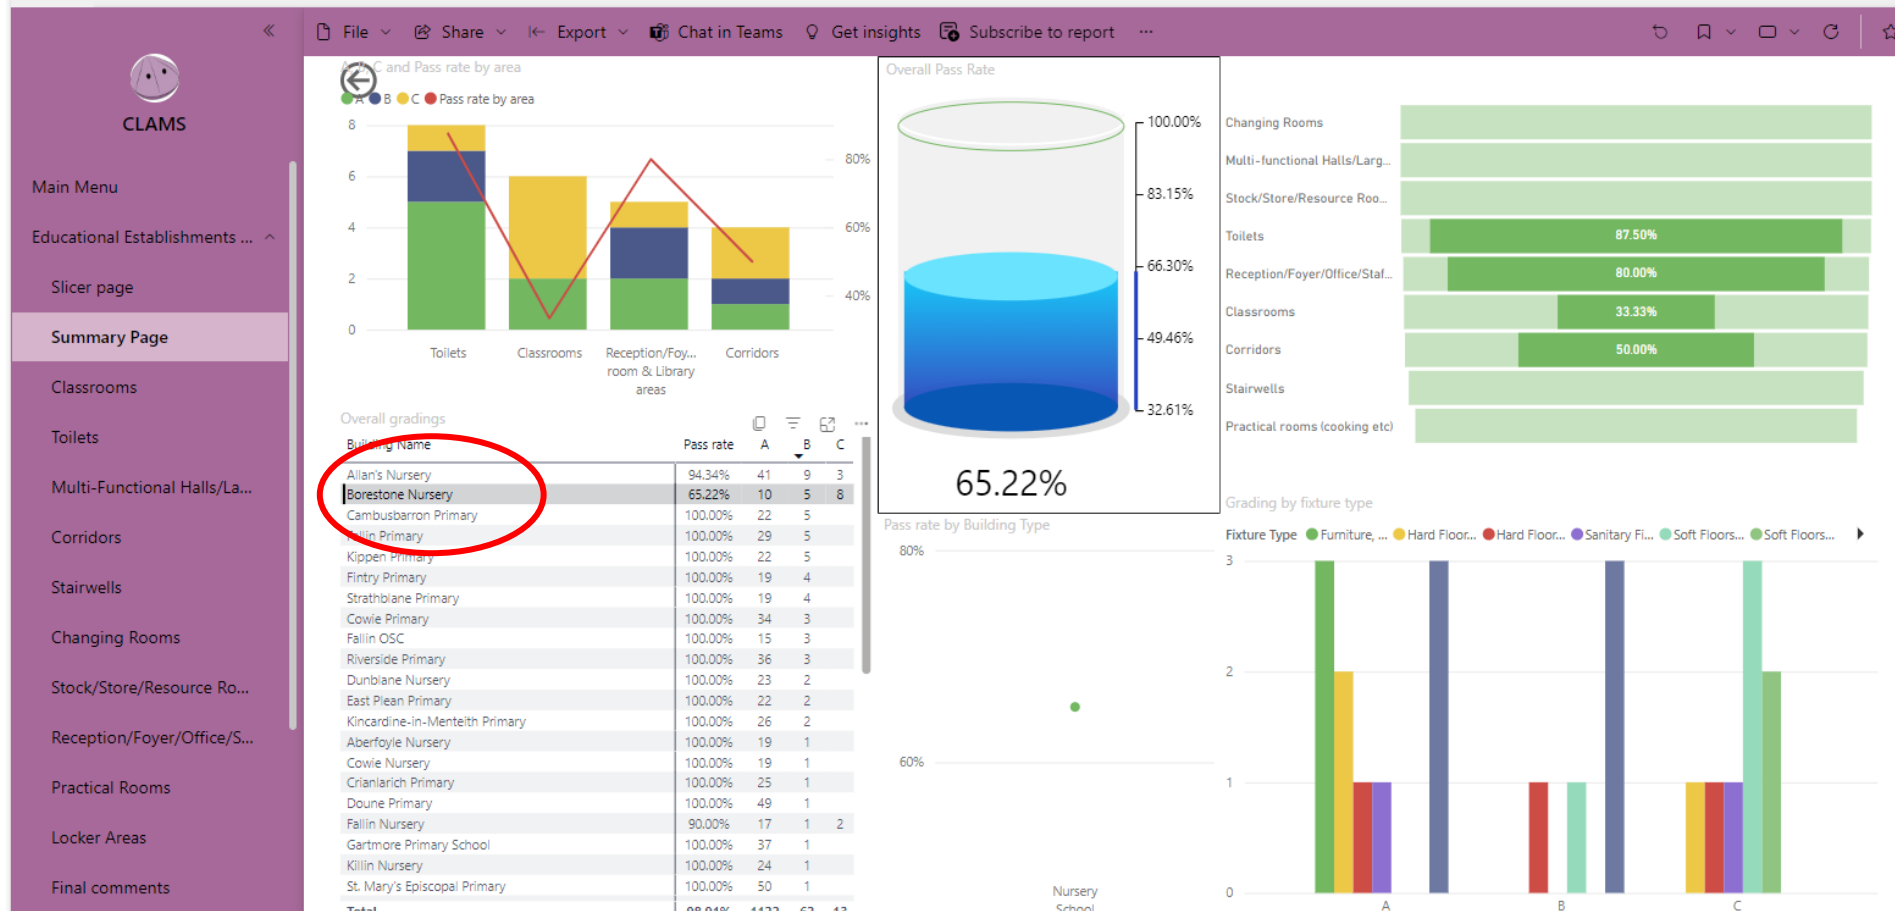 File
Share
Export
Chat in Teams
Get insights
Subscribe to report
...
CLAMS
Main Menu
Educational Establishments ...
Slicer page
Summary Page
Classrooms
Toilets
Multi-Functional Halls/La...
Corridors
Stairwells
Changing Rooms
Stock/Store/Resource Ro...
Reception/Foyer/Office/S...
Practical Rooms
Locker Areas
Final comments
C and Pass rate by area
A B C Pass rate by area
8
6
4
2
0
80%
60%
40%
Toilets
Classrooms
Reception/Foy...
room & Library
areas
Corridors
Overall gradings
Building Name Pass rate A B C
Allan's Nursery 94.34% 41 9 3
Borestone Nursery 65.22% 10 5 8
Cambusbarron Primary 100.00% 22 5
Fallin Primary 100.00% 29 5
Kippen Primary 100.00% 22 5
Fintry Primary 100.00% 19 4
Strathblane Primary 100.00% 19 4
Cowie Primary 100.00% 34 3
Fallin OSC 100.00% 15 3
Riverside Primary 100.00% 36 3
Dunblane Nursery 100.00% 23 2
East Plean Primary 100.00% 22 2
Kincardine-in-Menteith Primary 100.00% 26 2
Aberfoyle Nursery 100.00% 19 1
Cowie Nursery 100.00% 19 1
Crianlarich Primary 100.00% 25 1
Doune Primary 100.00% 49 1
Fallin Nursery 90.00% 17 1 2
Gartmore Primary School 100.00% 37 1
Killin Nursery 100.00% 24 1
St. Mary's Episcopal Primary 100.00% 50 1
Total 98.91% 1122 62 13
Overall Pass Rate
100.00%
83.15%
66.30%
49.46%
32.61%
65.22%
Pass rate by Building Type
80%
60%
Nursery
School
Changing Rooms
Multi-functional Halls/Larg...
Stock/Store/Resource Roo...
Toilets 87.50%
Reception/Foyer/Office/Staf... 80.00%
Classrooms 33.33%
Corridors 50.00%
Stairwells
Practical rooms (cooking etc)
Grading by fixture type
Fixture Type Furniture, ... Hard Floor... Hard Floor... Sanitary Fi... Soft Floors... Soft Floors...
3
2
1
0
A
B
C